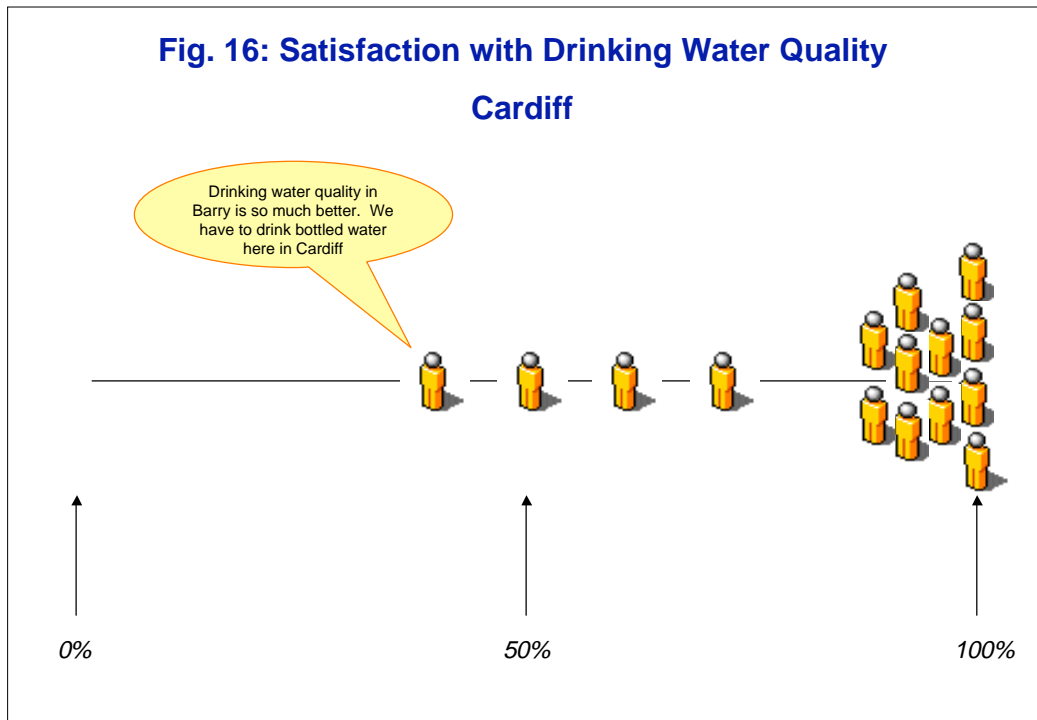 Fig. 16: Satisfaction with Drinking Water Quality
Cardiff
Drinking water quality in
Barry is so much better.  We
have to drink bottled water
here in Cardiff
0%
50%
100%